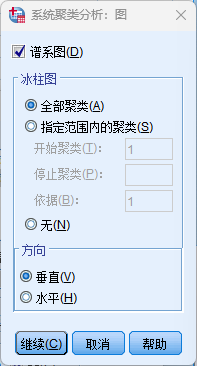 系统聚类分析：图
谱系图(D)
冰柱图
全部聚类(A)
指定范围内的聚类(S)
开始聚类(T)： 1
停止聚类(P)：
依据(B)： 1
无(N)
方向
垂直(V)
水平(H)
继续(C) 取消 帮助